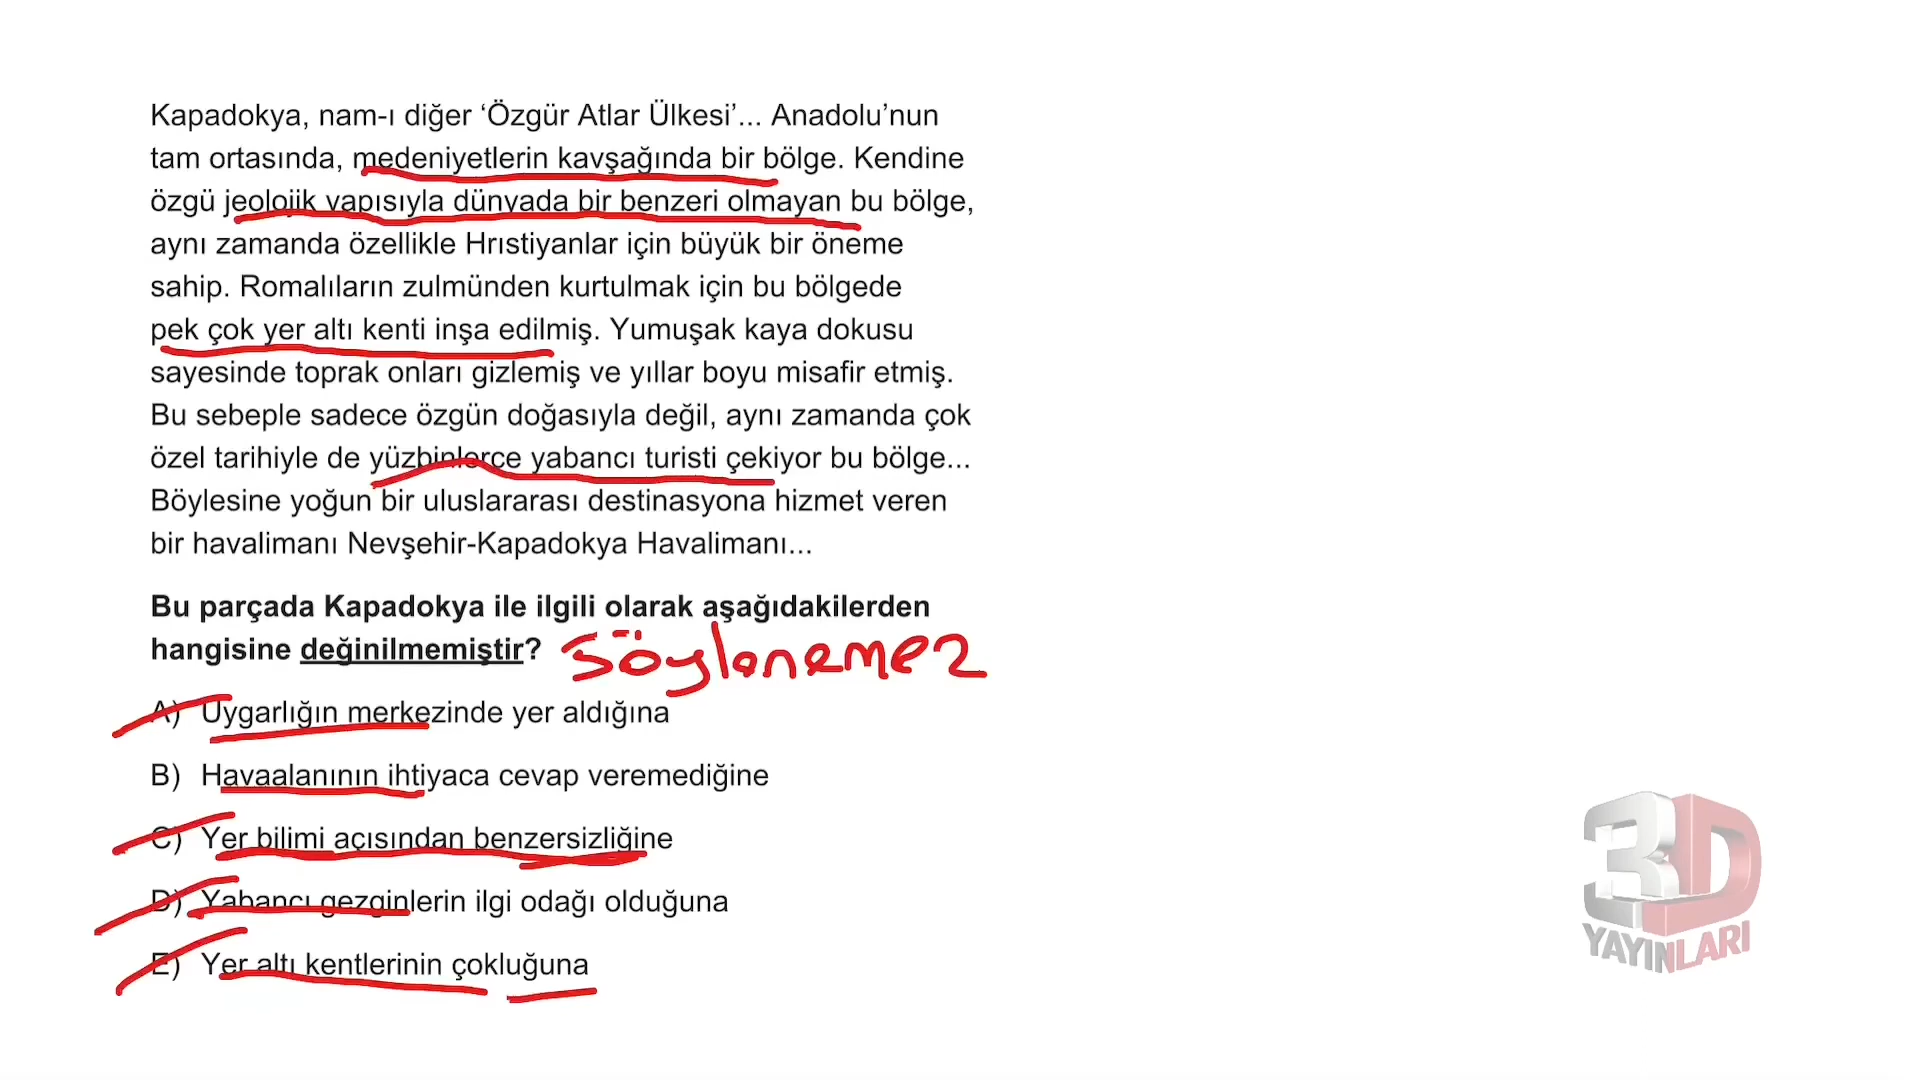 Kapadokya, nam-ı diğer ‘Özgür Atlar Ülkesi’... Anadolu’nun
tam ortasında, medeniyetlerin kavşağında bir bölge. Kendine
özgü jeolojik yapısıyla dünyada bir benzeri olmayan bu bölge,
aynı zamanda özellikle Hrıstiyanlar için büyük bir öneme
sahip. Romalıların zulmünden kurtulmak için bu bölgede
pek çok yer altı kenti inşa edilmiş. Yumuşak kaya dokusu
sayesinde toprak onları gizlemiş ve yıllar boyu misafir etmiş.
Bu sebeple sadece özgün doğasıyla değil, aynı zamanda çok
özel tarihiyle de yüzbinlerce yabancı turisti çekiyor bu bölge...
Böylesine yoğun bir uluslararası destinasyona hizmet veren
bir havalimanı Nevşehir-Kapadokya Havalimanı...
Bu parçada Kapadokya ile ilgili olarak aşağıdakilerden
hangisine değinilmemiştir? söylenemez
A) Uygarlığın merkezinde yer aldığına
B) Havaalanının ihtiyaca cevap veremediğine
C) Yer bilimi açısından benzersizliğine
D) Yabancı gezginlerin ilgi odağı olduğuna
E) Yer altı kentlerinin çokluğuna
3D
YAYINLARI